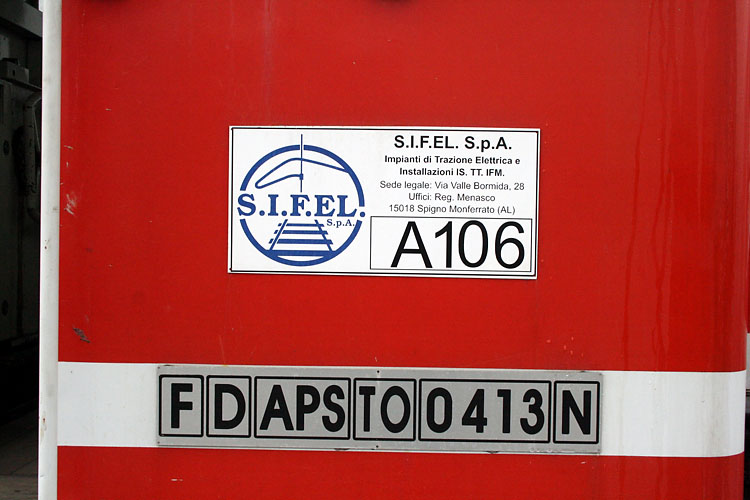 S.I.F.EL.
S.p.A.
S.I.F.EL. S.p.A.
Impianti di Trazione Elettrica e
Installazioni IS. TT. IFM.
Sede legale: Via Valle Bormida, 28
Uffici: Reg. Menasco
15018 Spigno Monferrato (AL)
A106
F D APS TO 0413 N